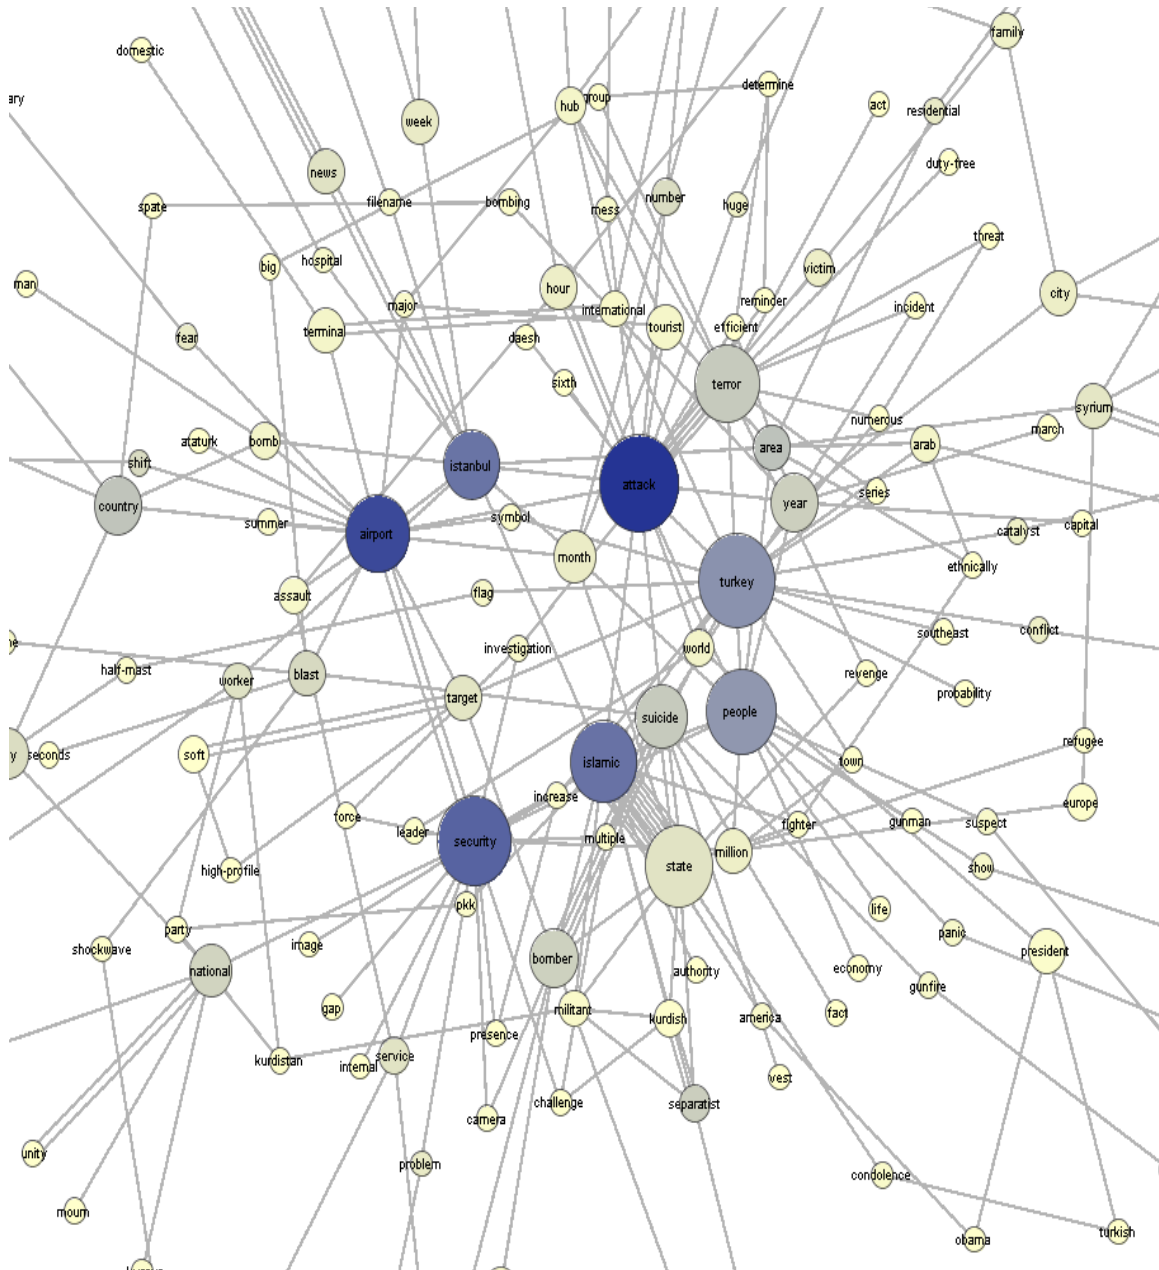 family
domestic
determine
ary
group
hub
act
residential
week
duty-free
news
filename
bombing
number
huge
spate
mess
threat
hospital
big
victim
man
hour
city
major
international
reminder
incident
termina
tourist
efficient
fear
daesh
terror
sixth
syrium
numerous
march
ataturk
bomb
arab
area
shift
istanbul
attack
series
year
country
symbol
summer
capital
airport
catalyst
month
ethnically
turkey
flag
assault
southeast
conflict
ne
investigation
world
half-mast
blast
revenge
worker
probability
target
people
suicide
refugee
y
seconds
soft
town
islamic
increase
europe
force
leader
fighter
gunman
suspect
security
multiple
million
state
show
high-profile
pkk
life
party
panic
image
shockwave
president
bomber
national
authority
economy
gunfire
gap
militant
kurdish
america
fact
presence
service
kurdistan
internal
vest
challenge
separatist
camera
unity
problem
condolence
mourn
turkish
obama